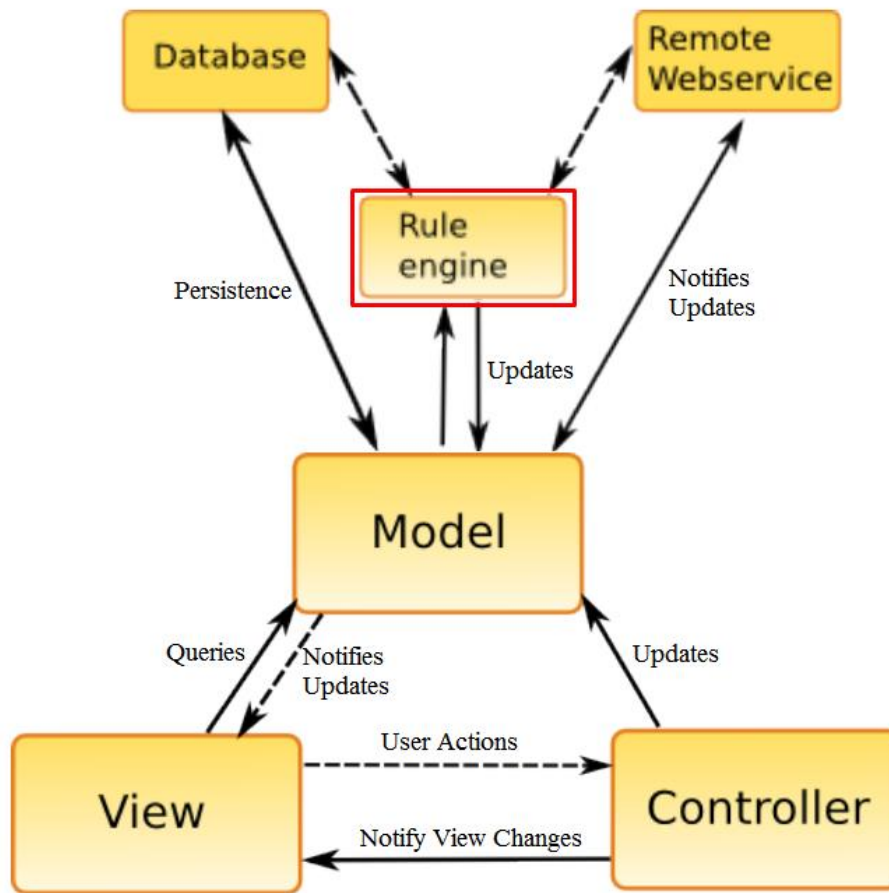 Database
Remote
Webservice
Rule
engine
Persistence
Notifies
Updates
Updates
Model
Queries
Notifies
Updates
Updates
User Actions
View
Controller
Notify View Changes